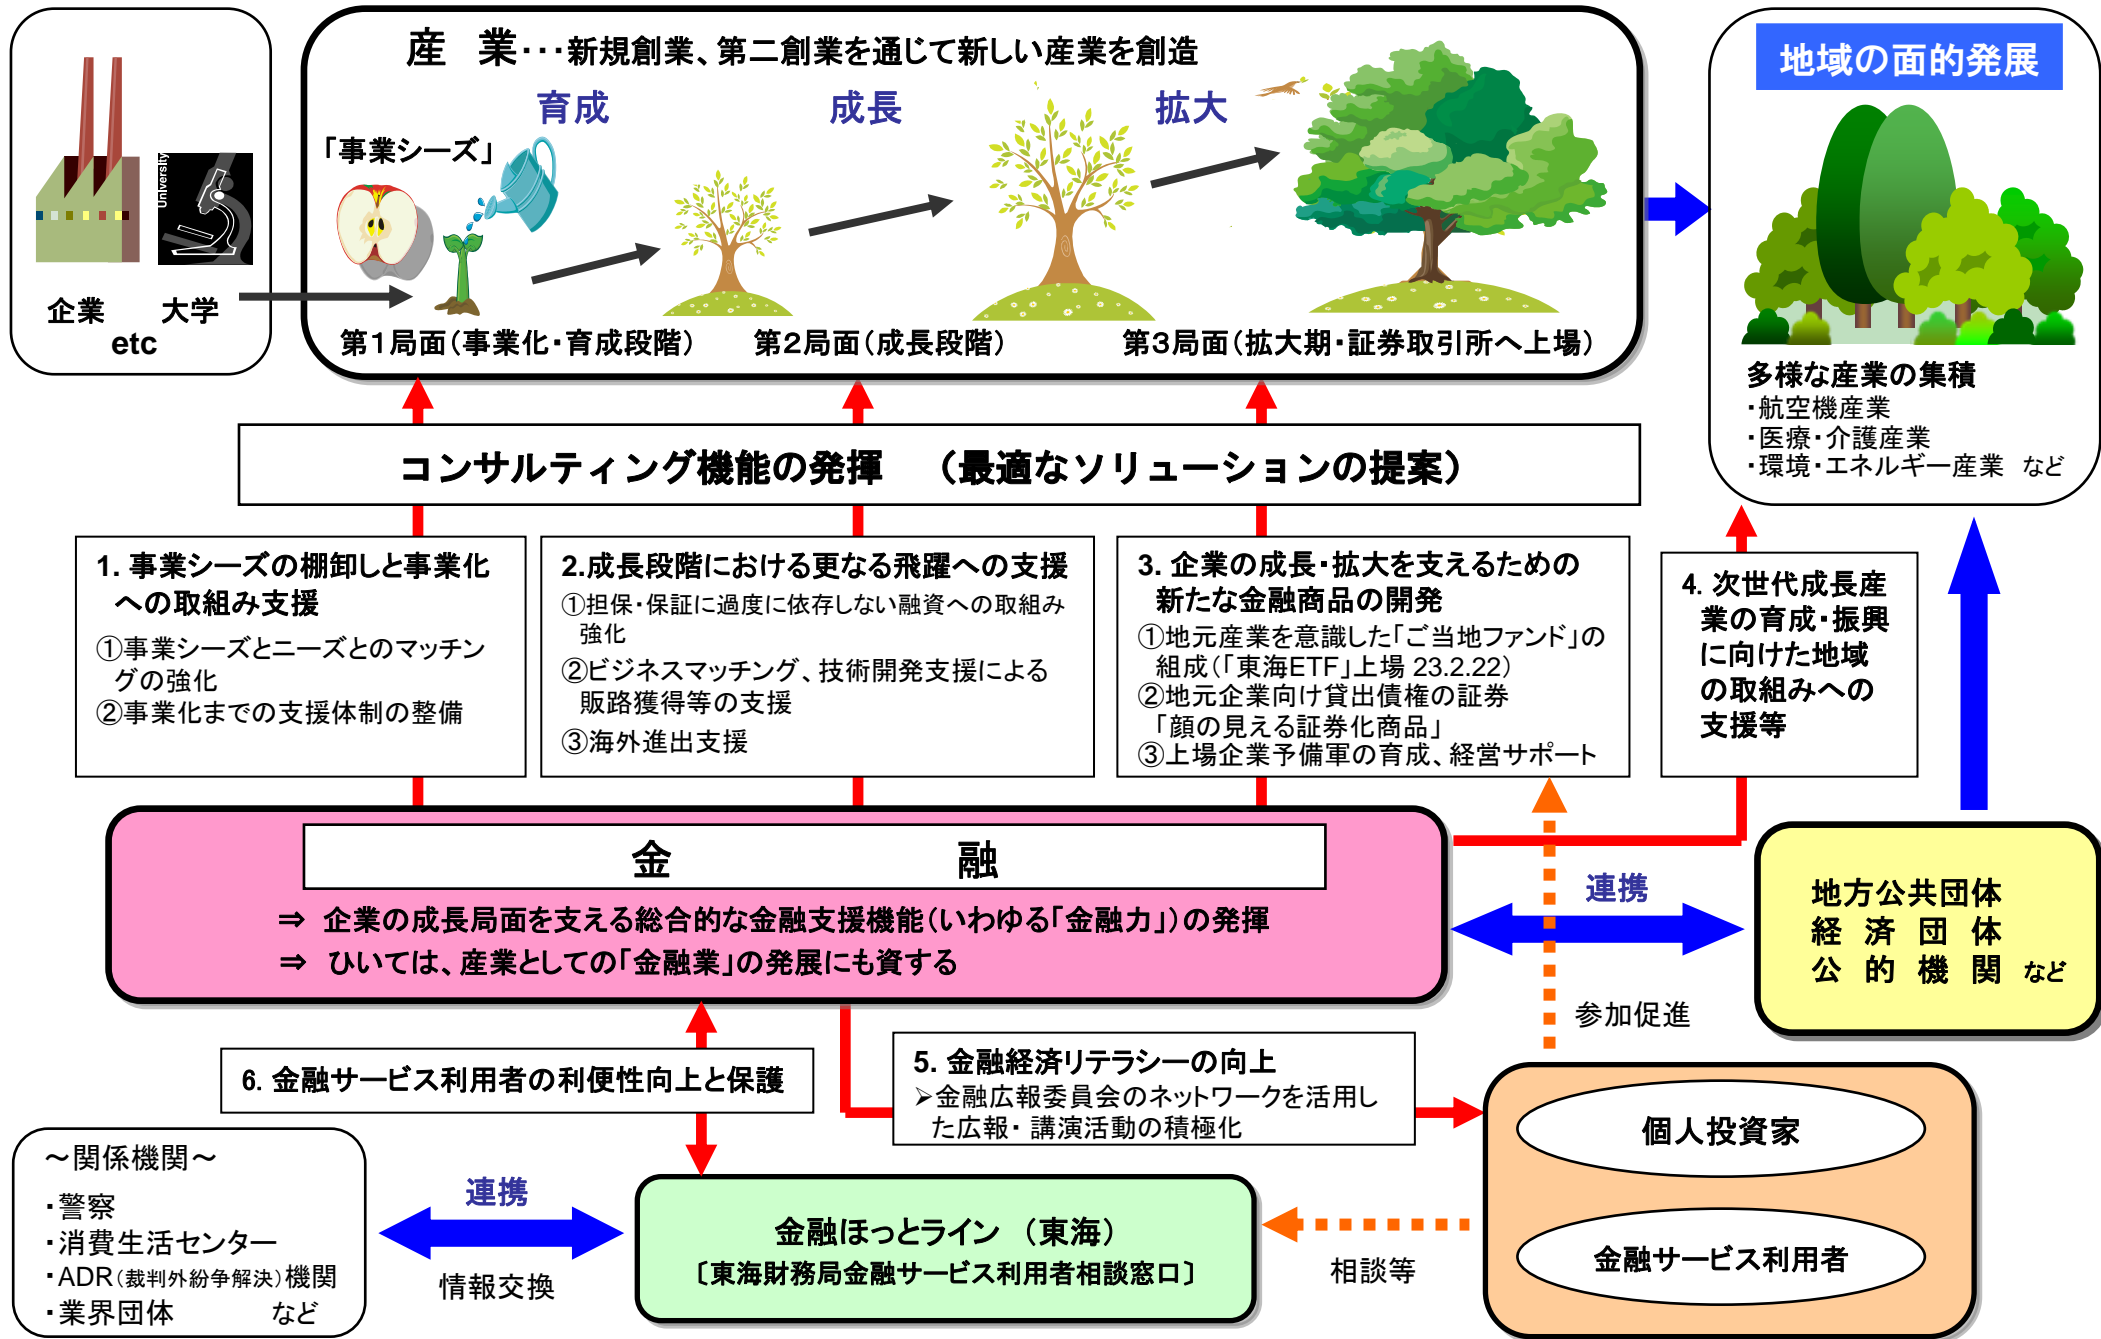 産　業･･･新規創業、第二創業を通じて新しい産業を創造
育成
成長
拡大
「事業シーズ」
University
企業
大学
etc
第１局面（事業化・育成段階）
第２局面（成長段階）
第３局面（拡大期・証券取引所へ上場）
地域の面的発展
多様な産業の集積
・航空機産業
・医療・介護産業
・環境・エネルギー産業　など
コンサルティング機能の発揮　（最適なソリューションの提案）
1. 事業シーズの棚卸しと事業化
への取組み支援
①事業シーズとニーズとのマッチン
グの強化
②事業化までの支援体制の整備
2.成長段階における更なる飛躍への支援
①担保・保証に過度に依存しない融資への取組み
強化
②ビジネスマッチング、技術開発支援による
販路獲得等の支援
③海外進出支援
3. 企業の成長・拡大を支えるための
新たな金融商品の開発
①地元産業を意識した「ご当地ファンド」の
組成（「東海ETF」上場 23.2.22）
②地元企業向け貸出債権の証券
「顔の見える証券化商品」
③上場企業予備軍の育成、経営サポート
4. 次世代成長産
業の育成・振興
に向けた地域
の取組みへの
支援等
金　融
⇒　企業の成長局面を支える総合的な金融支援機能（いわゆる「金融力」）の発揮
⇒　ひいては、産業としての「金融業」の発展にも資する
連携
地方公共団体
経 済 団 体
公 的 機 関 など
参加促進
6. 金融サービス利用者の利便性向上と保護
5. 金融経済リテラシーの向上
➢金融広報委員会のネットワークを活用し
た広報・ 講演活動の積極化
個人投資家
金融サービス利用者
～関係機関～
・警察
・消費生活センター
・ADR（裁判外紛争解決）機関
・業界団体　など
連携
情報交換
金融ほっとライン （東海）
〔東海財務局金融サービス利用者相談窓口〕
相談等